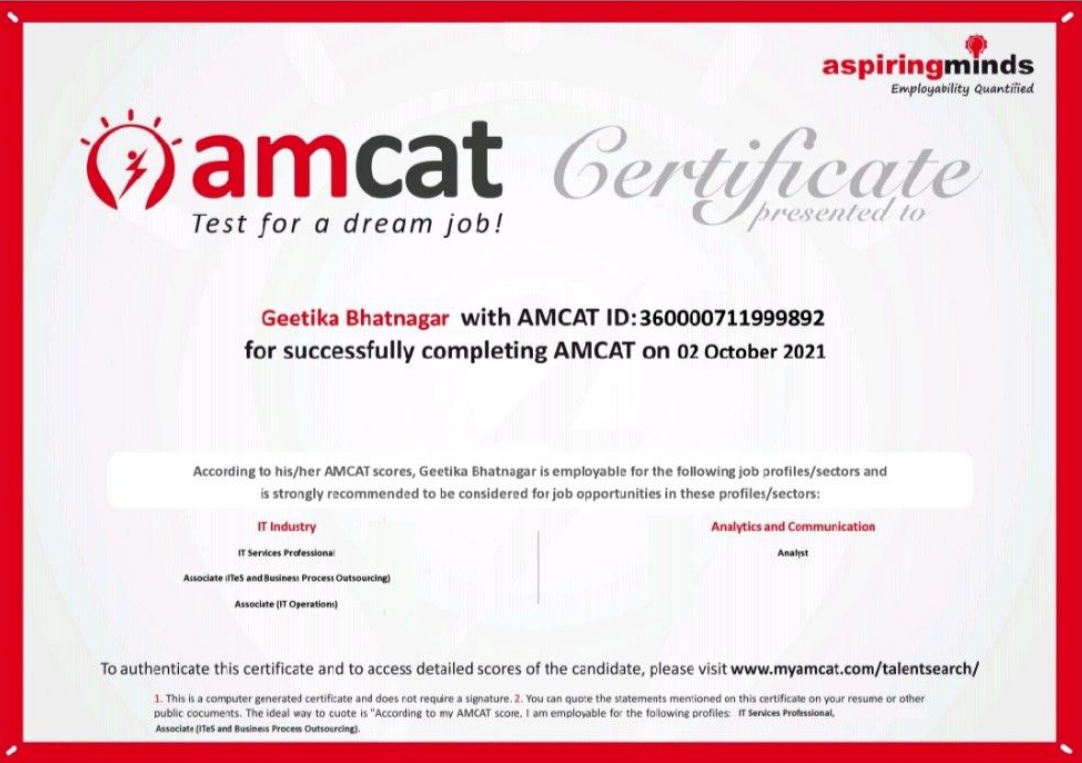 aspiringminds
Employability Quantified
amcat
Test for a dream job!
Certificate
presented to
Geetika Bhatnagar with AMCAT ID:360000711999892
for successfully completing AMCAT on 02 October 2021
According to his/her AMCAT scores, Geetika Bhatnagar is employable for the following job profiles/sectors and
is strongly recommended to be considered for job opportunities in these profiles/sectors:
IT Industry
IT Services Professional
Associate (ITeS and Business Process Outsourcing)
Associate (IT Operations)
Analytics and Communication
Analyst
To authenticate this certificate and to access detailed scores of the candidate, please visit www.myamcat.com/talentsearch/
1. This is a computer generated certificate and does not require a signature. 2. You can quote the statements mentioned on this certificate on your resume or other
public documents. The ideal way to quote is "According to my AMCAT score, I am employable for the following profiles: IT Services Professional,
Associate (ITeS and Business Process Outsourcing).